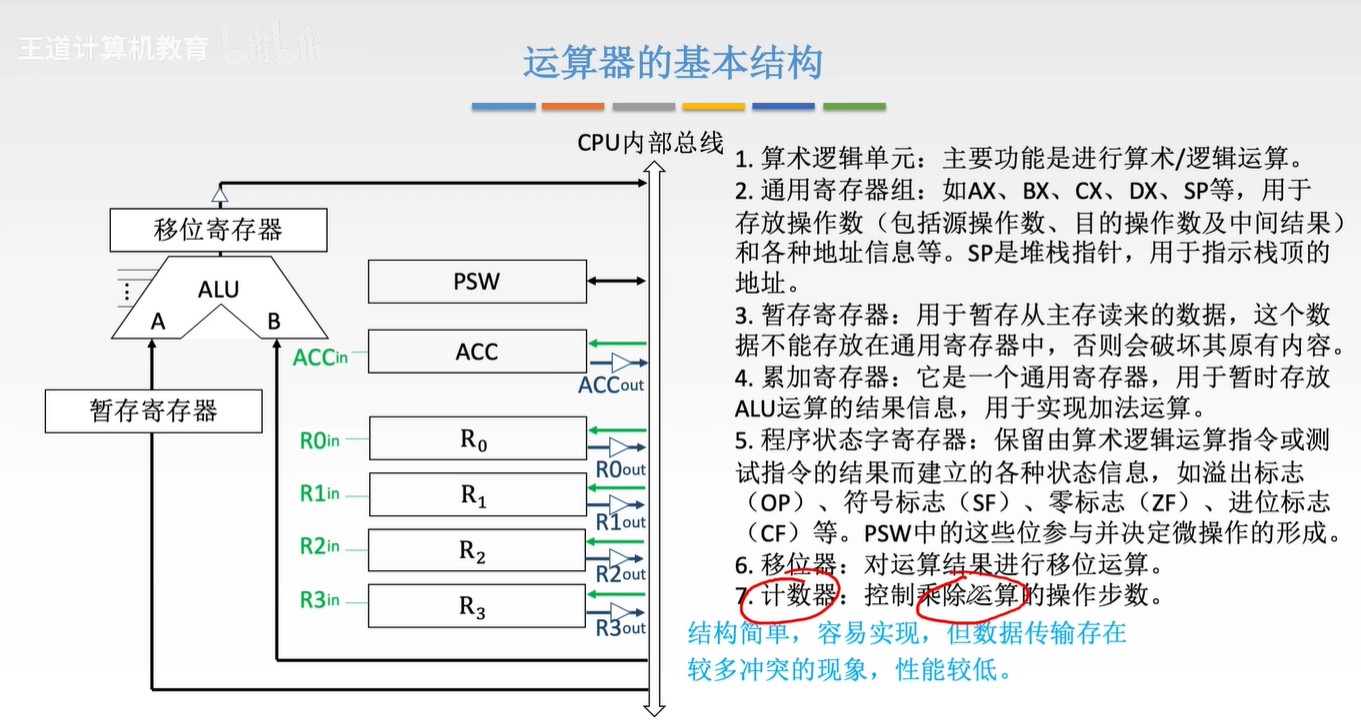 王道计算机教育 bilibili
运算器的基本结构
CPU内部总线
移位寄存器
ALU
A
B
暂存寄存器
PSW
ACC
ACCin
ACCout
R0
R0in
R0out
R1
R1in
R1out
R2
R2in
R2out
R3
R3in
R3out
1. 算术逻辑单元：主要功能是进行算术/逻辑运算。
2. 通用寄存器组：如AX、BX、CX、DX、SP等，用于
存放操作数（包括源操作数、目的操作数及中间结果）
和各种地址信息等。SP是堆栈指针，用于指示栈顶的
地址。
3. 暂存寄存器：用于暂存从主存读来的数据，这个数
据不能存放在通用寄存器中，否则会破坏其原有内容。
4. 累加寄存器：它是一个通用寄存器，用于暂时存放
ALU运算的结果信息，用于实现加法运算。
5. 程序状态字寄存器：保留由算术逻辑运算指令或测
试指令的结果而建立的各种状态信息，如溢出标志
（OP）、符号标志（SF）、零标志（ZF）、进位标志
（CF）等。PSW中的这些位参与并决定微操作的形成。
6. 移位器：对运算结果进行移位运算。
7. 计数器：控制乘除运算的操作步数。
结构简单，容易实现，但数据传输存在
较多冲突的现象，性能较低。